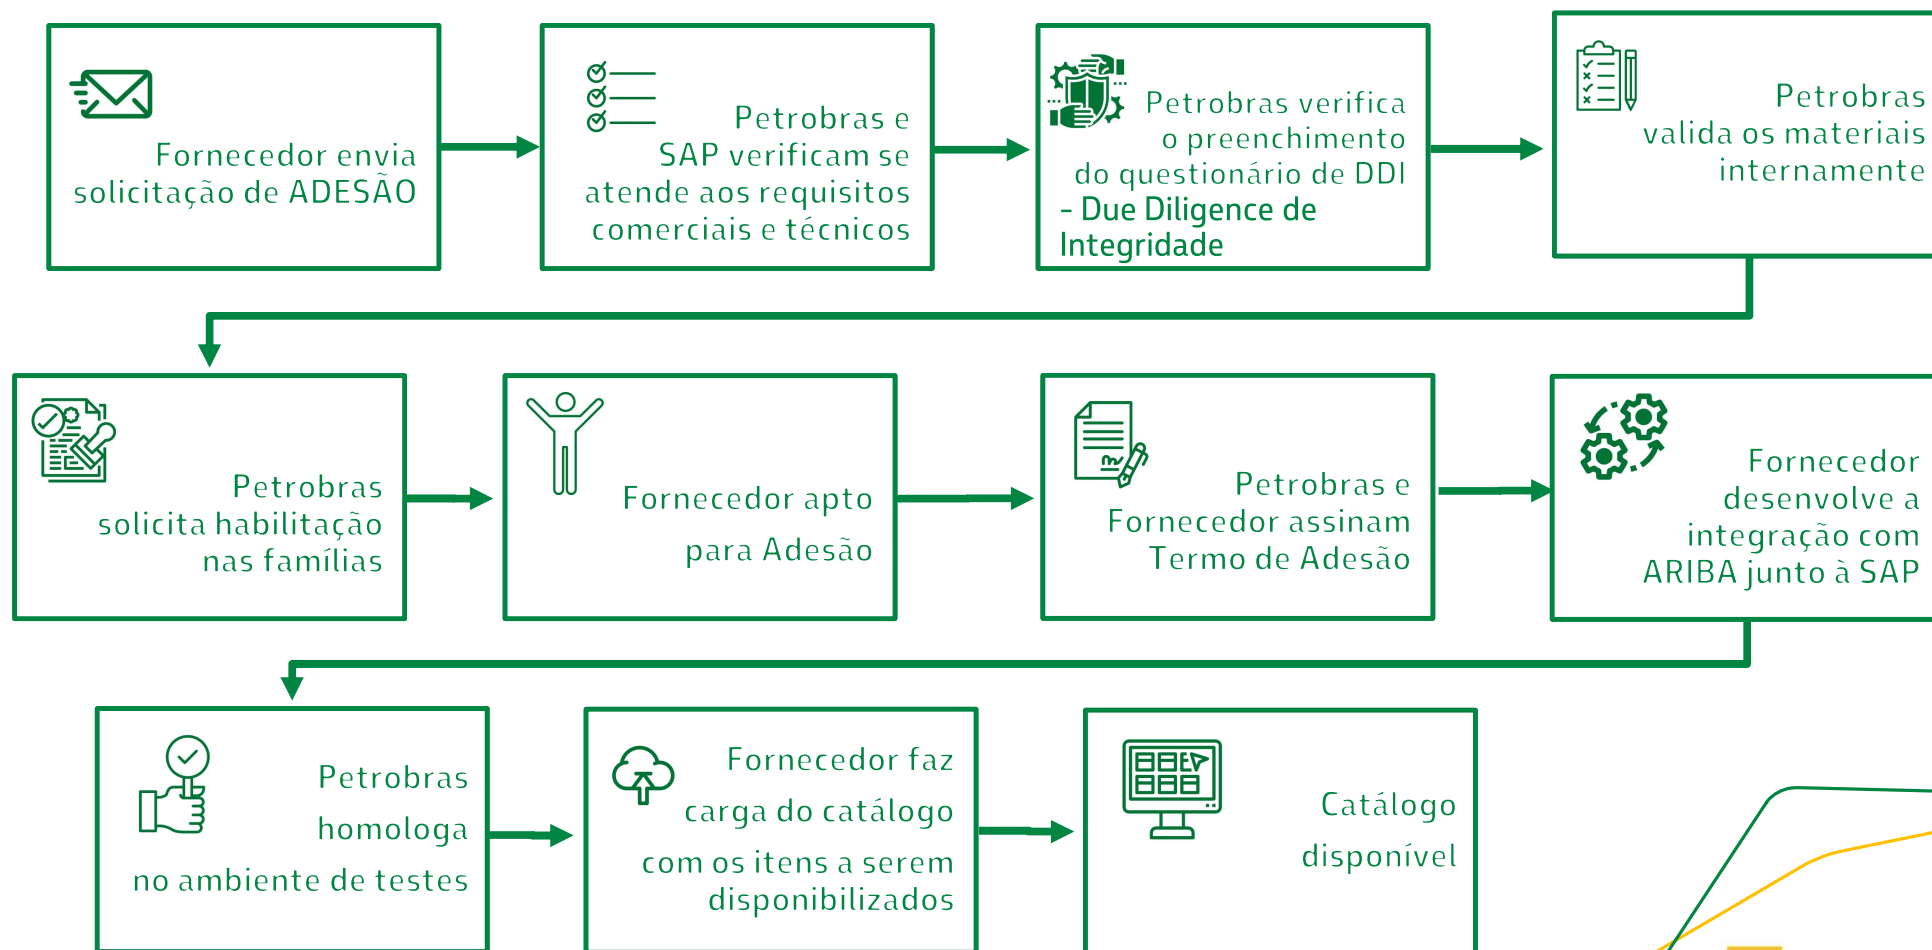 Fornecedor envia
solicitação de ADESÃO
Petrobras e
SAP verificam se
atende aos requisitos
comerciais e técnicos
Petrobras verifica
o preenchimento
do questionário de DDI
- Due Diligence de
Integridade
Petrobras
valida os materiais
internamente
Petrobras
solicita habilitação
nas famílias
Fornecedor apto
para Adesão
Petrobras e
Fornecedor assinam
Termo de Adesão
Fornecedor
desenvolve a
integração com
ARIBA junto à SAP
Petrobras
homologa
no ambiente de testes
Fornecedor faz
carga do catálogo
com os itens a serem
disponibilizados
Catálogo
disponível